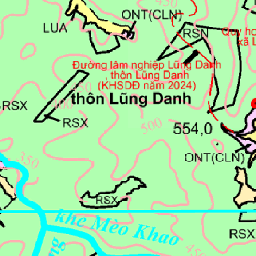 ONT(CLN)
LUA
RSN
Đường lâm nghiệp Lũng Danh
thôn Lũng Danh
(KHSDĐ năm 2024)
RSX
thôn Lũng Danh
RSX
500
554,0
ONT(CLN)
RSX
khe Mèo Khao
RSX